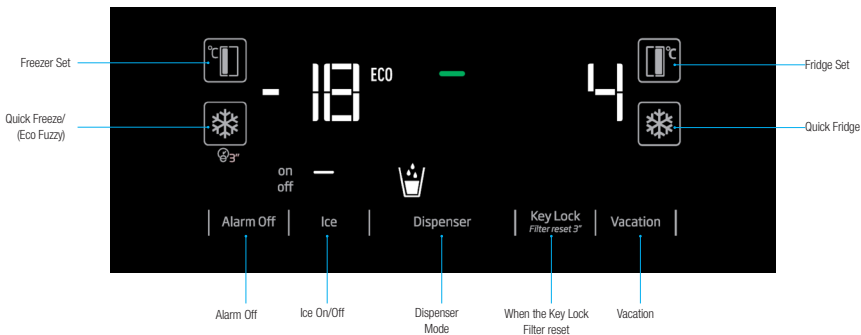 Freezer Set
Quick Freeze/
(Eco Fuzzy)
°C
-18
ECO
4
°C
3"
on
off
Alarm Off
Ice
Dispenser
Key Lock
Filter reset 3"
Vacation
Fridge Set
Quick Fridge
Alarm Off
Ice On/Off
Dispenser
Mode
When the Key Lock
Filter reset
Vacation